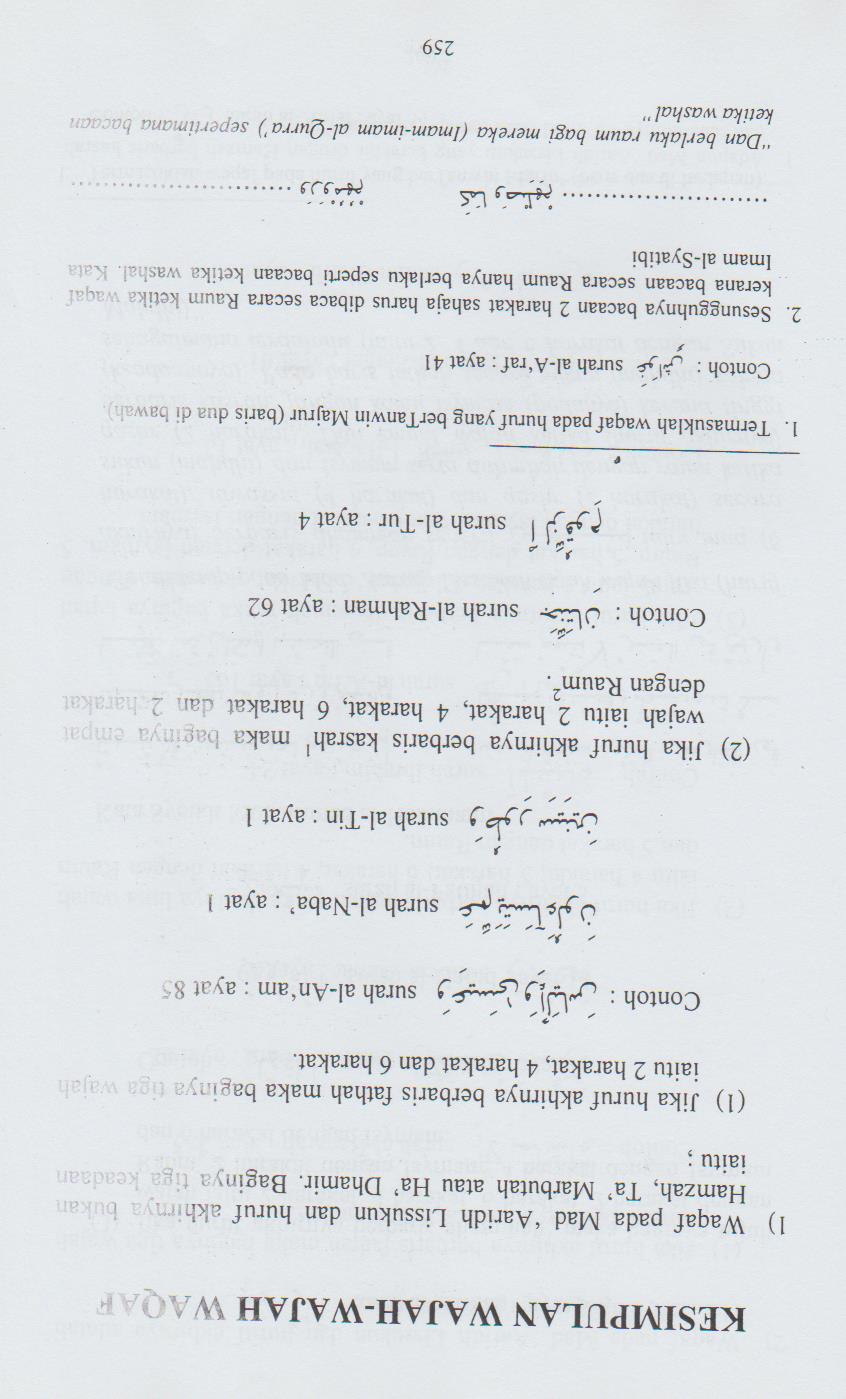 KESIMPULAN WAJAH-WAJAH WAQAF
1) Waqaf pada Mad ‘Aaridh Lissukun dan huruf akhirnya bukan
Hamzah, Ta’ Marbutah atau Ha’ Dhamir. Baginya tiga keadaan
iaitu ;
(1) Jika huruf akhirnya berbaris fathah maka baginya tiga wajah
iaitu 2 harakat, 4 harakat dan 6 harakat.
Contoh : وَعِيسَىٰ وَإِلْيَاسَ surah al-An‘am : ayat 85
عَمَّ يَتَسَآءَلُونَ surah al-Naba’ : ayat 1
وَطُورِ سِينِينَ surah al-Tin : ayat 1
(2) Jika huruf akhirnya berbaris kasrah1 maka baginya empat
wajah iaitu 2 harakat, 4 harakat, 6 harakat dan 2 harakat
dengan Raum2.
Contoh : جَنَّتَانِ surah al-Rahman : ayat 62
ٱلزَّقُّومِ surah al-Tur : ayat 4
1. Termasuklah waqaf pada huruf yang berTanwin Majrur (baris dua di bawah).
Contoh : غَوَاشٍ surah al-A‘raf : ayat 41
2. Sesungguhnya bacaan 2 harakat sahaja harus dibaca secara Raum ketika waqaf
kerana bacaan secara Raum hanya berlaku seperti bacaan ketika washal. Kata
Imam al-Syatibi
........................... وَرَوْمُهُمْ كَمَا وَصْلِهِمْ .........................
“Dan berlaku raum bagi mereka (Imam-imam al-Qurra’) sepertimana bacaan
ketika washal”
259